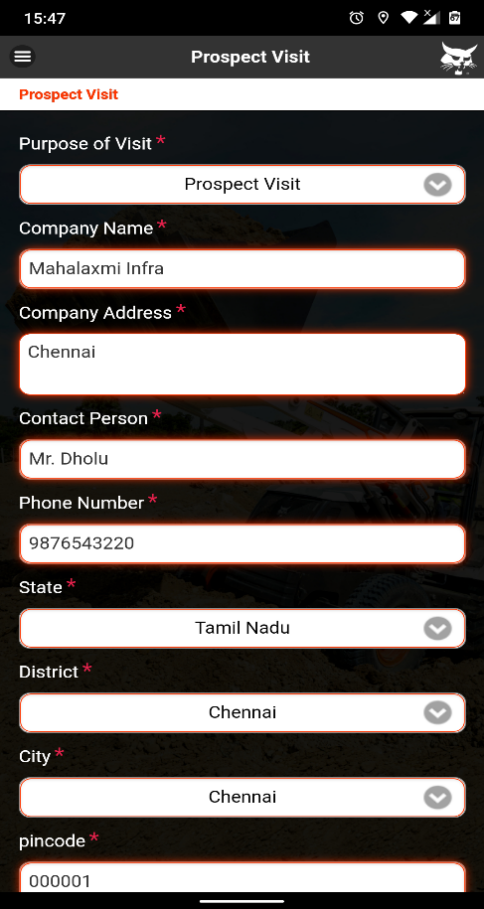 15:47
87
Prospect Visit
Prospect Visit
Purpose of Visit *
Prospect Visit
Company Name *
Mahalaxmi Infra
Company Address *
Chennai
Contact Person *
Mr. Dholu
Phone Number *
9876543220
State *
Tamil Nadu
District *
Chennai
City *
Chennai
pincode *
000001